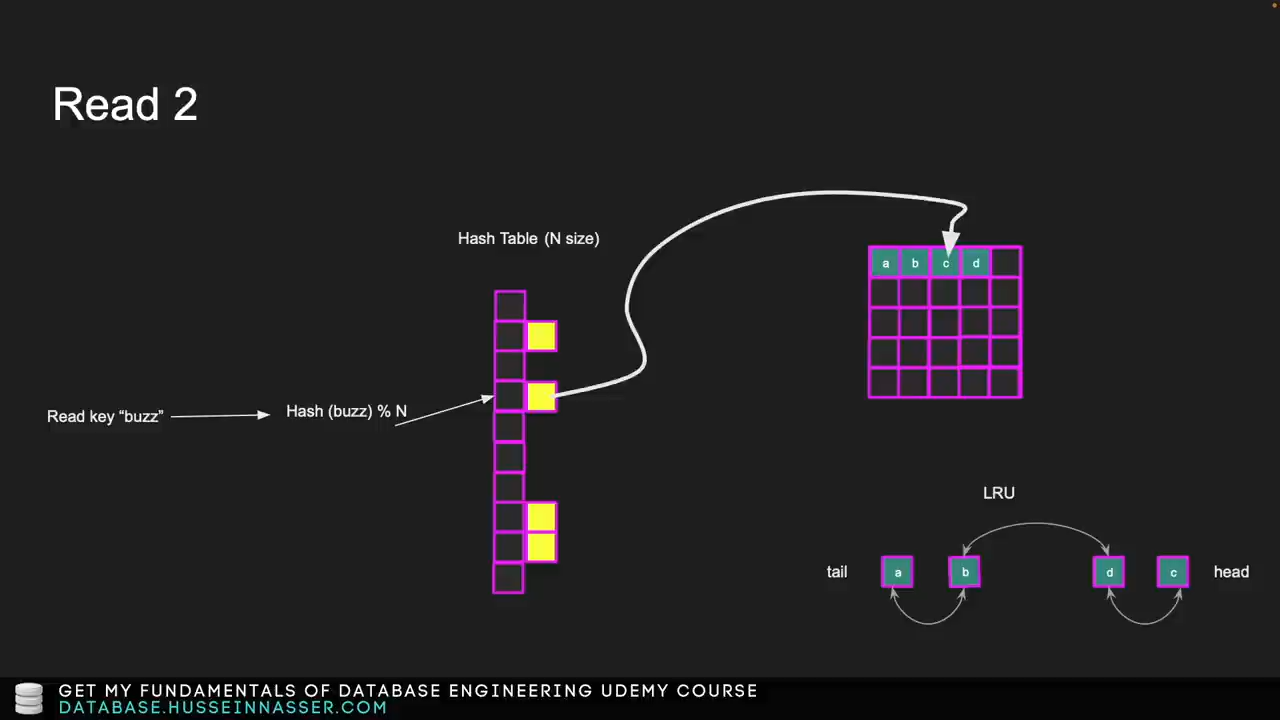 Read 2
Hash Table (N size)
a b c d
Read key “buzz”
Hash (buzz) % N
LRU
tail a b d c head
GET MY FUNDAMENTALS OF DATABASE ENGINEERING UDEMY COURSE
DATABASE.HUSSEINNASSER.COM